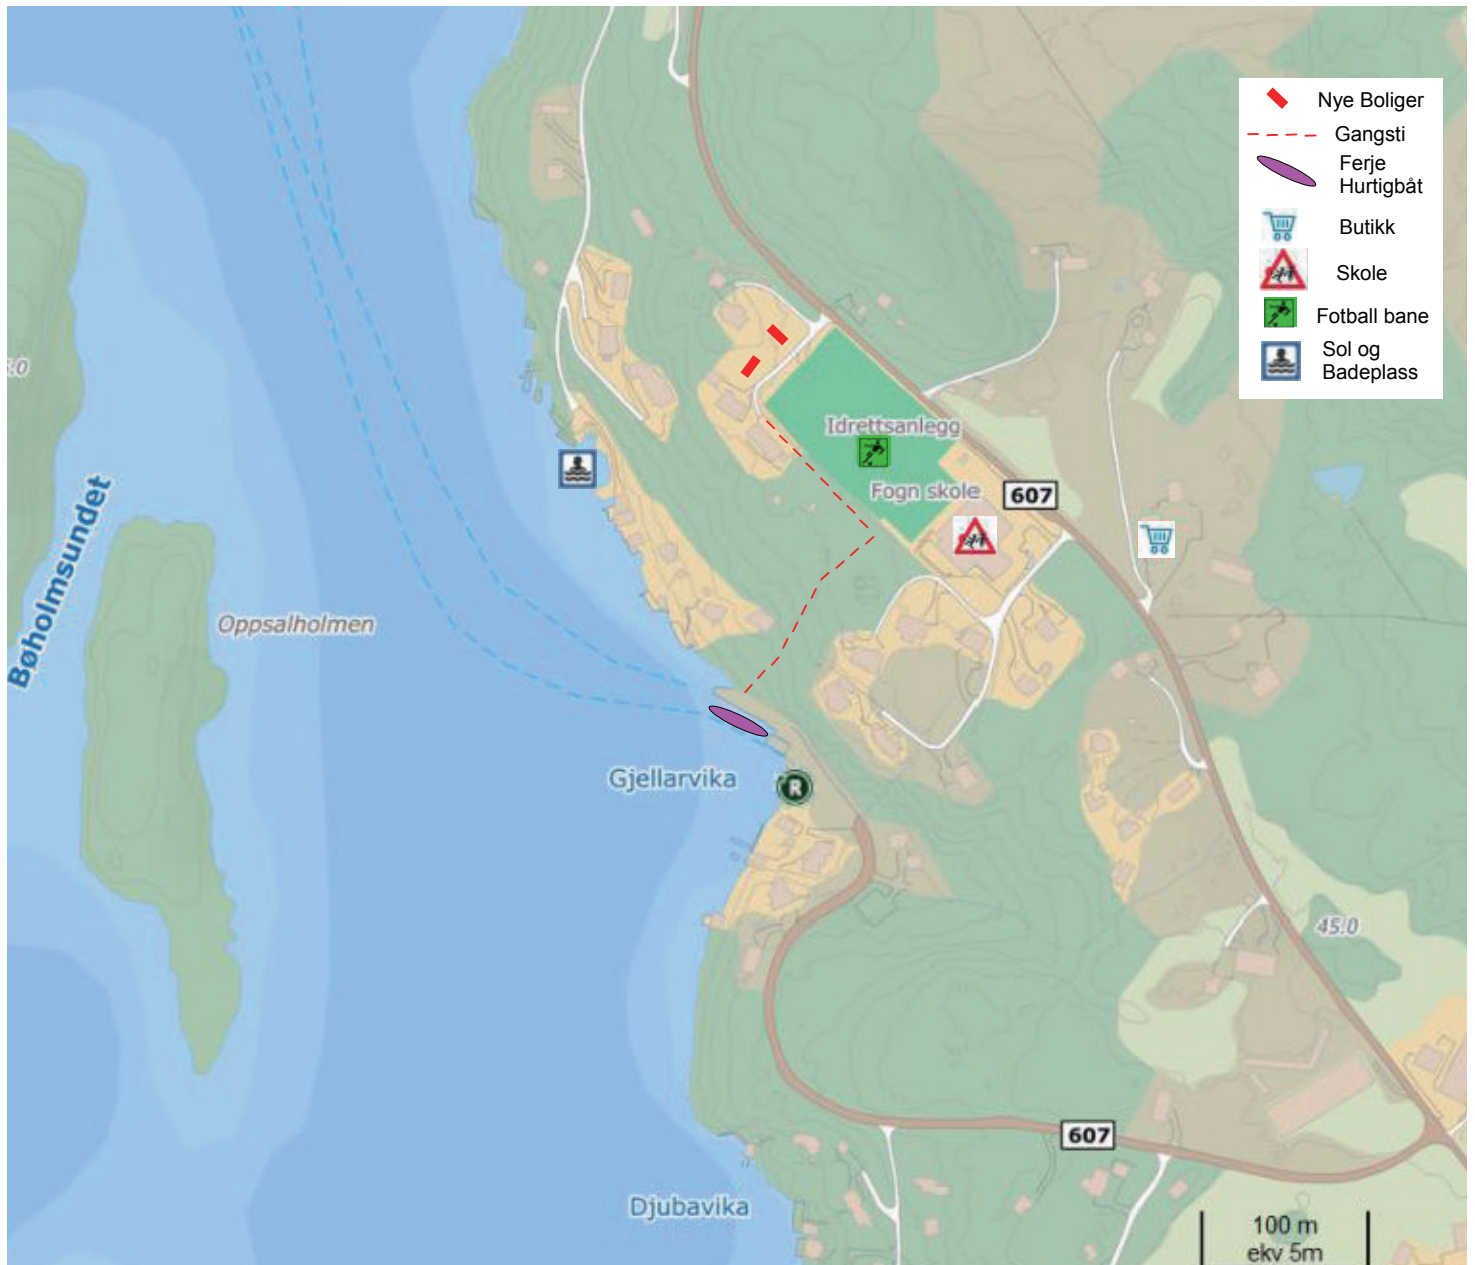 Nye Boliger
Gangsti
Ferje
Hurtigbåt
Butikk
Skole
Fotball bane
Sol og
Badeplass
Idrettsanlegg
Fogn skole
607
Bøholmsundet
Oppsalholmen
Gjellarvika
R
45.0
607
Djubavika
100 m
ekv 5m